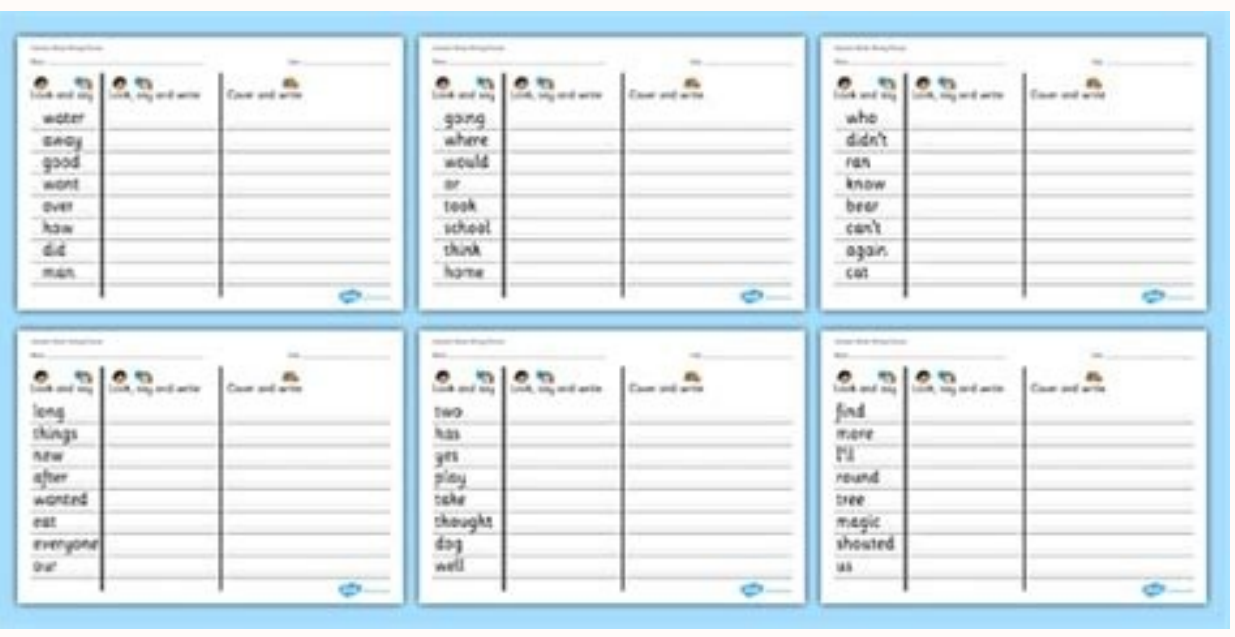 Look and say Look, say and write Cover and write
water
away
good
want
over
how
did
man
Look and say Look, say and write Cover and write
going
where
would
or
took
school
think
home
Look and say Look, say and write Cover and write
who
didn't
ran
know
bear
can't
again
cat
Look and say Look, say and write Cover and write
long
things
new
after
wanted
eat
everyone
our
Look and say Look, say and write Cover and write
two
has
yes
play
take
thought
dog
well
Look and say Look, say and write Cover and write
find
more
I'll
round
tree
magic
shouted
us